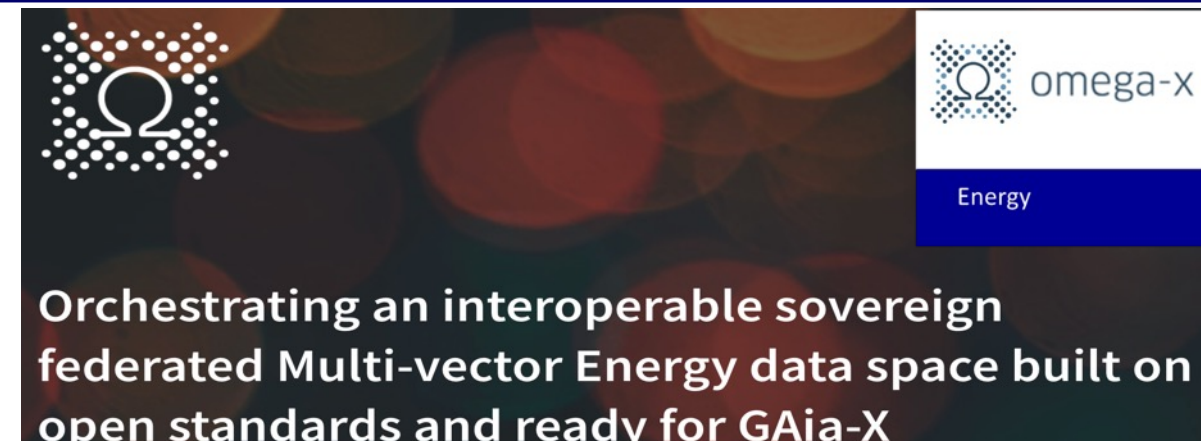 omega-x
Energy
Orchestrating an interoperable sovereign
federated Multi-vector Energy data space built on
open standards and ready for GAia-X